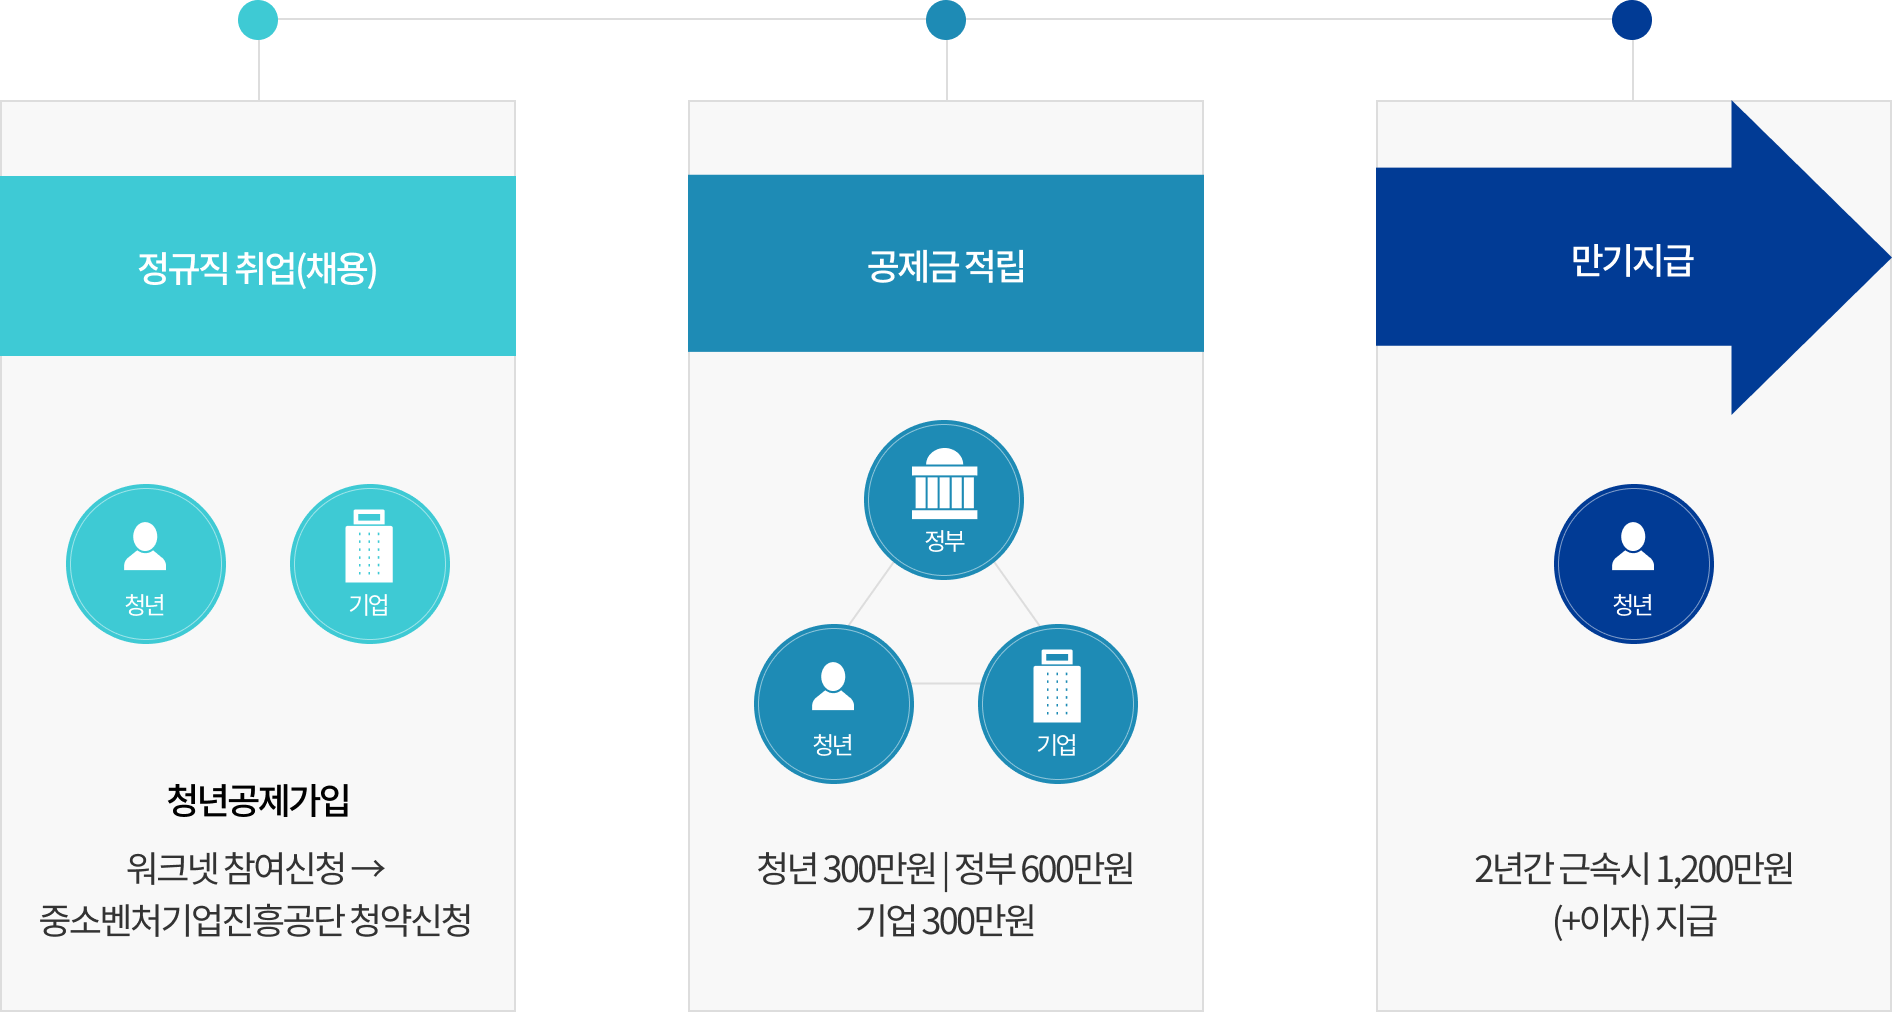 정규직 취업(채용)
청년
기업
청년공제가입
워크넷 참여신청 →
중소벤처기업진흥공단 청약신청
공제금 적립
정부
청년
기업
청년 300만원 | 정부 600만원
기업 300만원
만기지급
청년
2년간 근속시 1,200만원
(+이자) 지급